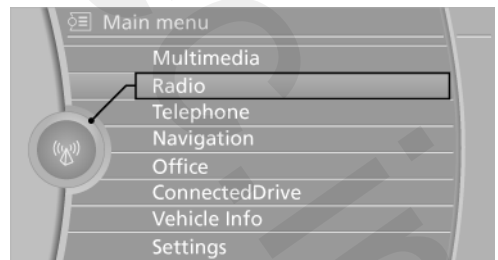 Main menu
Multimedia
Radio
Telephone
Navigation
Office
ConnectedDrive
Vehicle Info
Settings